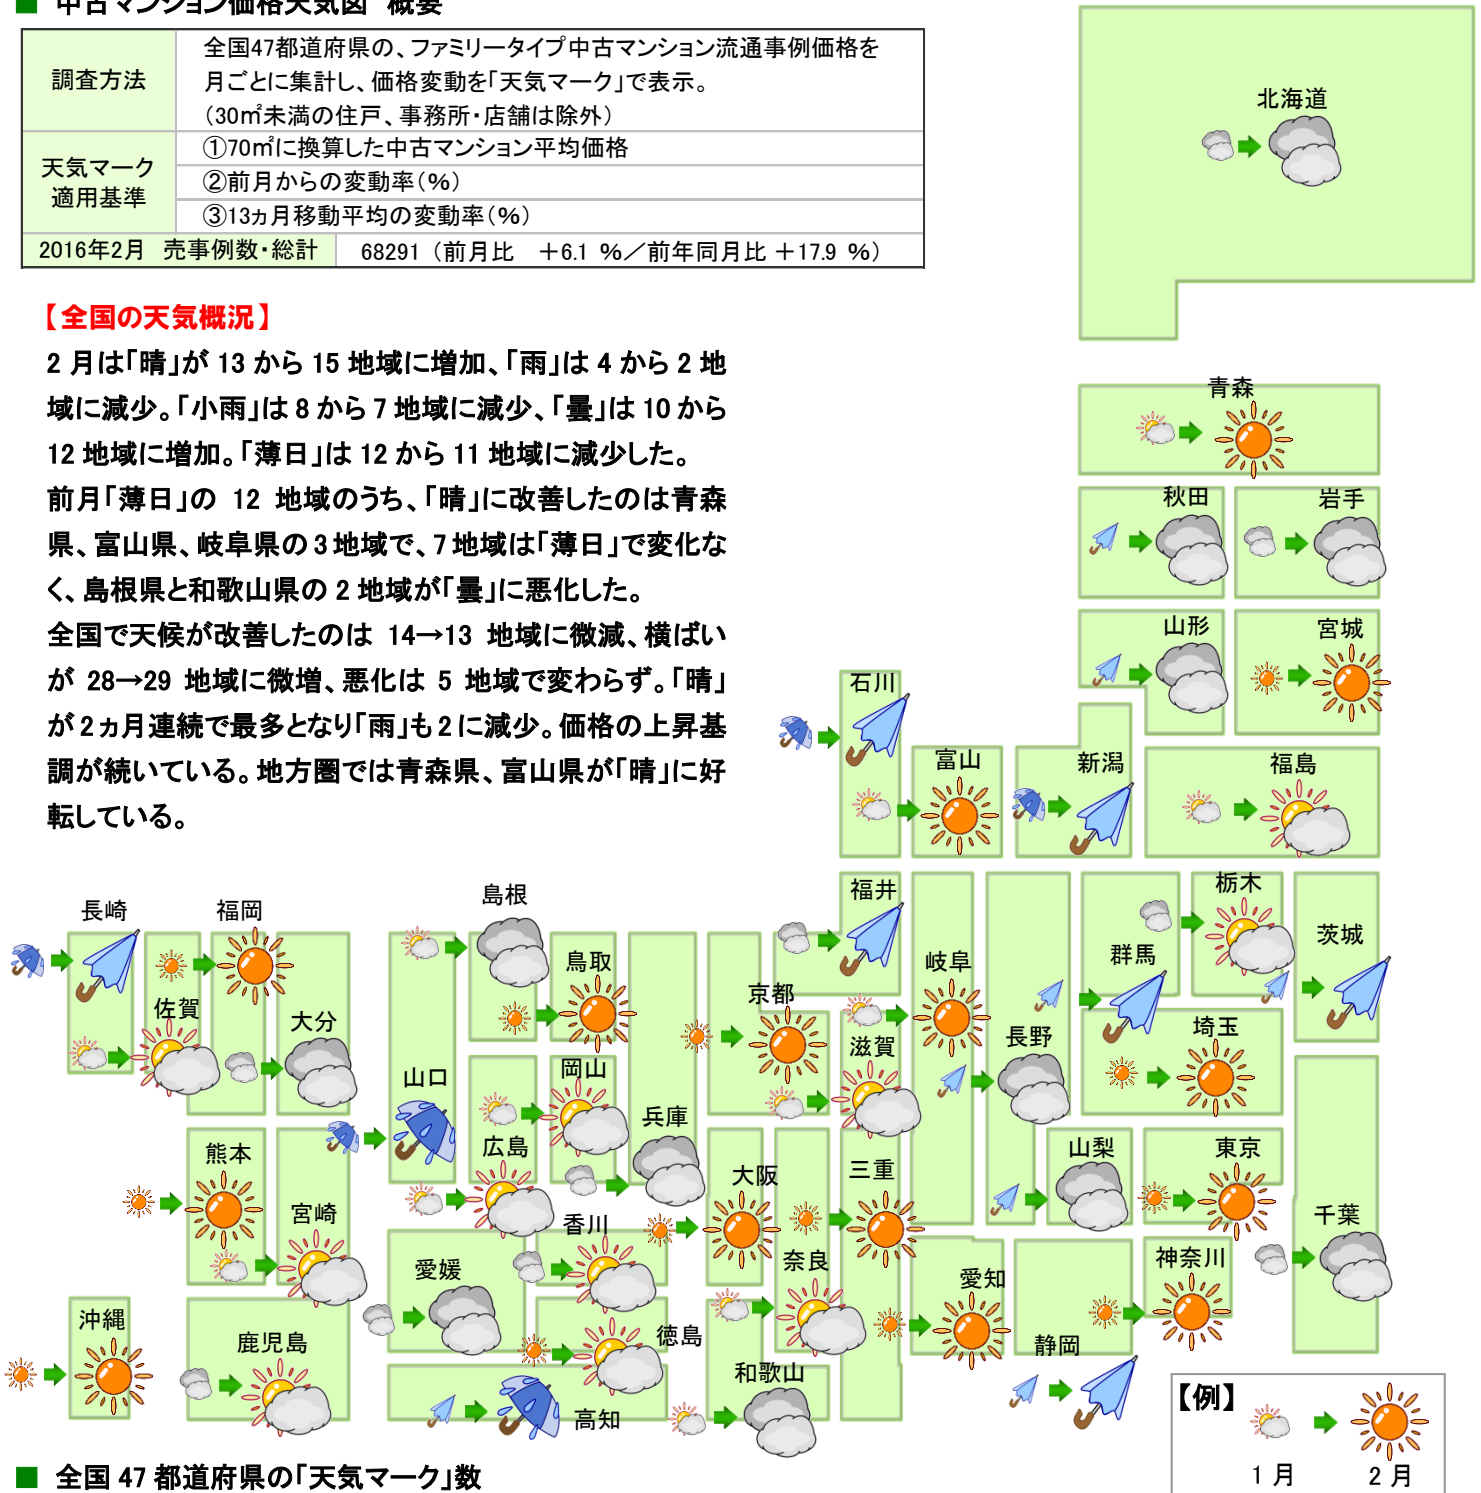 ■ 中古マンション価格天気図 概要
調査方法
全国47都道府県の、ファミリータイプ中古マンション流通事例価格を
月ごとに集計し、価格変動を「天気マーク」で表示。
（30㎡未満の住戸、事務所・店舗は除外）
天気マーク
適用基準
①70㎡に換算した中古マンション平均価格
②前月からの変動率（％）
③13ヵ月移動平均の変動率（％）
2016年2月 売事例数・総計
68291（前月比 ＋6.1 ％／前年同月比 ＋17.9 ％）
【全国の天気概況】
2 月は「晴」が 13 から 15 地域に増加、「雨」は 4 から 2 地
域に減少。「小雨」は 8 から 7 地域に減少、「曇」は 10 から
12 地域に増加。「薄日」は 12 から 11 地域に減少した。
前月「薄日」の 12 地域のうち、「晴」に改善したのは青森
県、富山県、岐阜県の 3 地域で、7 地域は「薄日」で変化な
く、島根県と和歌山県の 2 地域が「曇」に悪化した。
全国で天候が改善したのは 14→13 地域に微減、横ばい
が 28→29 地域に微増、悪化は 5 地域で変わらず。「晴」
が 2 ヵ月連続で最多となり「雨」も 2 に減少。価格の上昇基
調が続いている。地方圏では青森県、富山県が「晴」に好
転している。
北海道
青森
秋田
岩手
山形
宮城
石川
富山
新潟
福島
長崎
福岡
島根
福井
栃木
佐賀
大分
鳥取
京都
岐阜
群馬
茨城
山口
岡山
兵庫
滋賀
長野
埼玉
熊本
広島
大阪
三重
山梨
東京
宮崎
香川
愛媛
奈良
愛知
神奈川
千葉
沖縄
鹿児島
徳島
静岡
和歌山
高知
【例】
1 月
2 月
■ 全国 47 都道府県の「天気マーク」数